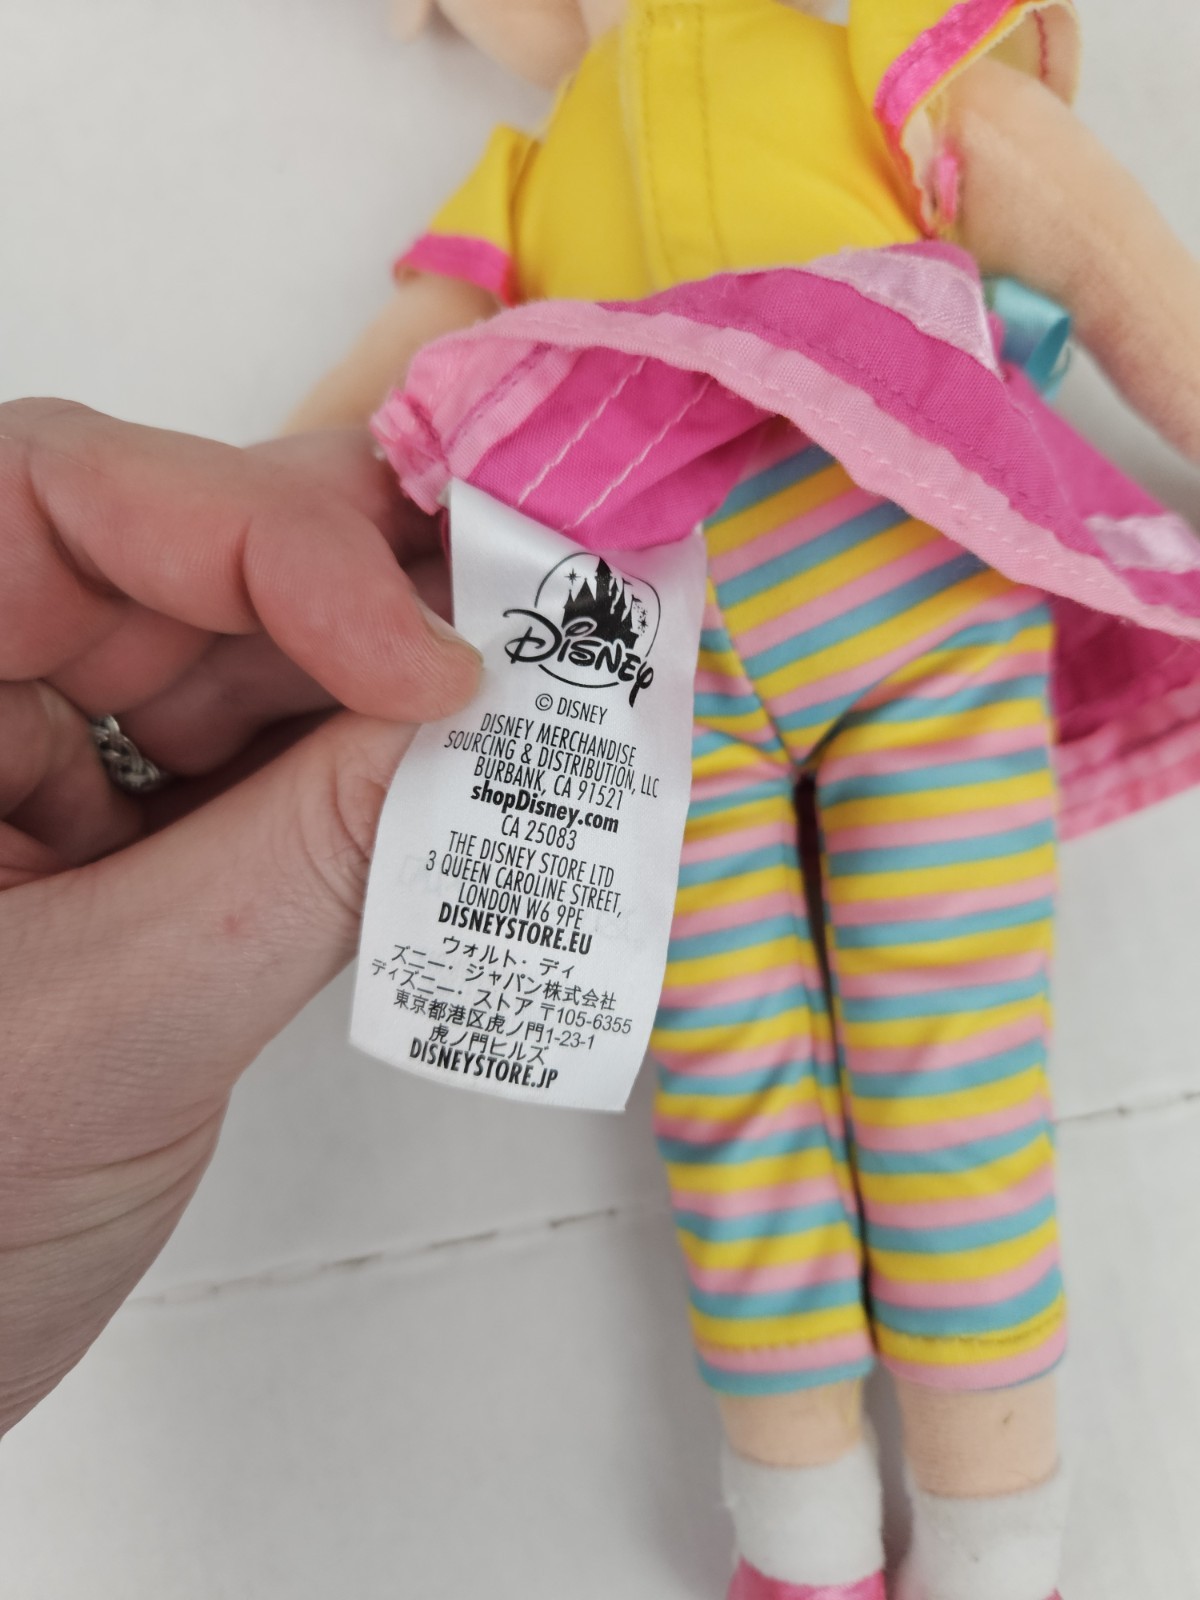 Disney
© DISNEY
DISNEY MERCHANDISE
SOURCING & DISTRIBUTION, LLC
BURBANK, CA 91521
shopDisney.com
CA 25083
THE DISNEY STORE LTD
3 QUEEN CAROLINE STREET,
LONDON W6 9PE
DISNEYSTORE.EU
ウォルト・ディ
ズニー・ジャパン株式会社
ディズニー・ストア 〒105-6355
東京都港区虎ノ門1-23-1
虎ノ門ヒルズ
DISNEYSTORE.JP